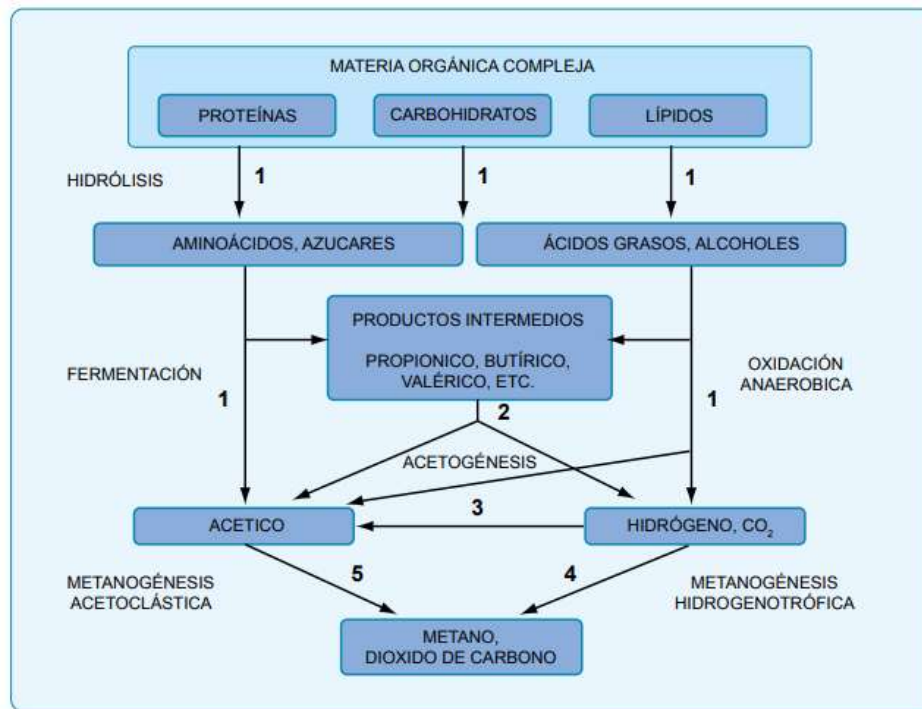 MATERIA ORGÁNICA COMPLEJA
PROTEÍNAS
CARBOHIDRATOS
LÍPIDOS
HIDRÓLISIS
1
1
1
AMINOÁCIDOS, AZUCARES
ÁCIDOS GRASOS, ALCOHOLES
PRODUCTOS INTERMEDIOS
PROPIONICO, BUTÍRICO,
VALÉRICO, ETC.
FERMENTACIÓN
1
2
1
OXIDACIÓN
ANAEROBICA
ACETOGÉNESIS
ACETICO
3
HIDRÓGENO, CO₂
METANOGÉNESIS
ACETOCLÁSTICA
5
4
METANOGÉNESIS
HIDROGENOTRÓFICA
METANO,
DIOXIDO DE CARBONO